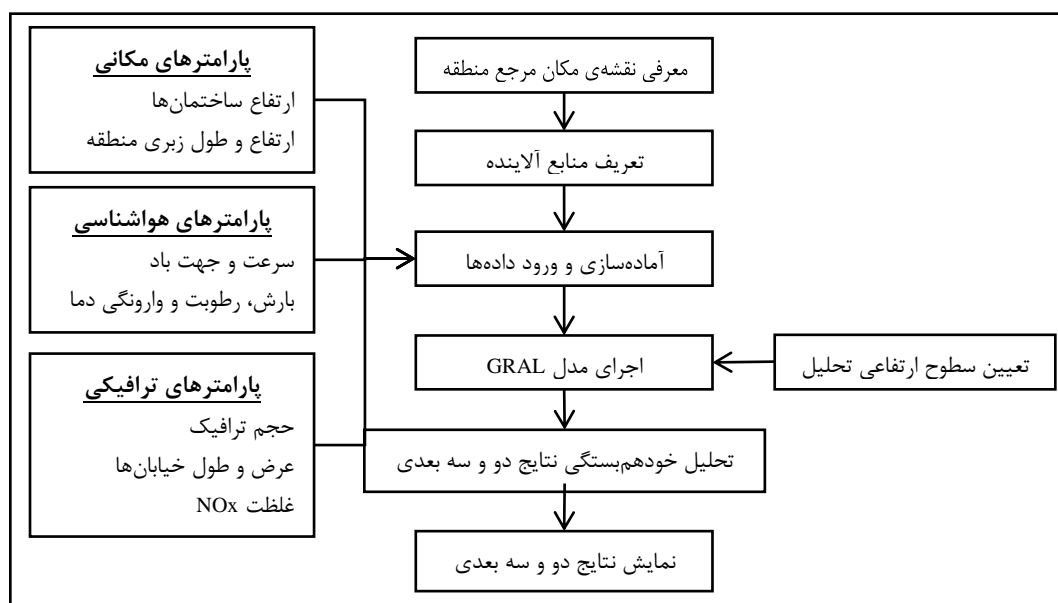 پارامترهای مکانی
ارتفاع ساختمان‌ها
ارتفاع و طول زبری منطقه
پارامترهای هواشناسی
سرعت و جهت باد
بارش، رطوبت و وارونگی دما
پارامترهای ترافیکی
حجم ترافیک
عرض و طول خیابان‌ها
غلظت NOx
معرفی نقشه‌ی مکان مرجع منطقه
تعریف منابع آلاینده
آماده‌سازی و ورود داده‌ها
اجرای مدل GRAL
تعیین سطوح ارتفاعی تحلیل
تحلیل خودهم‌بستگی نتایج دو و سه بعدی
نمایش نتایج دو و سه بعدی